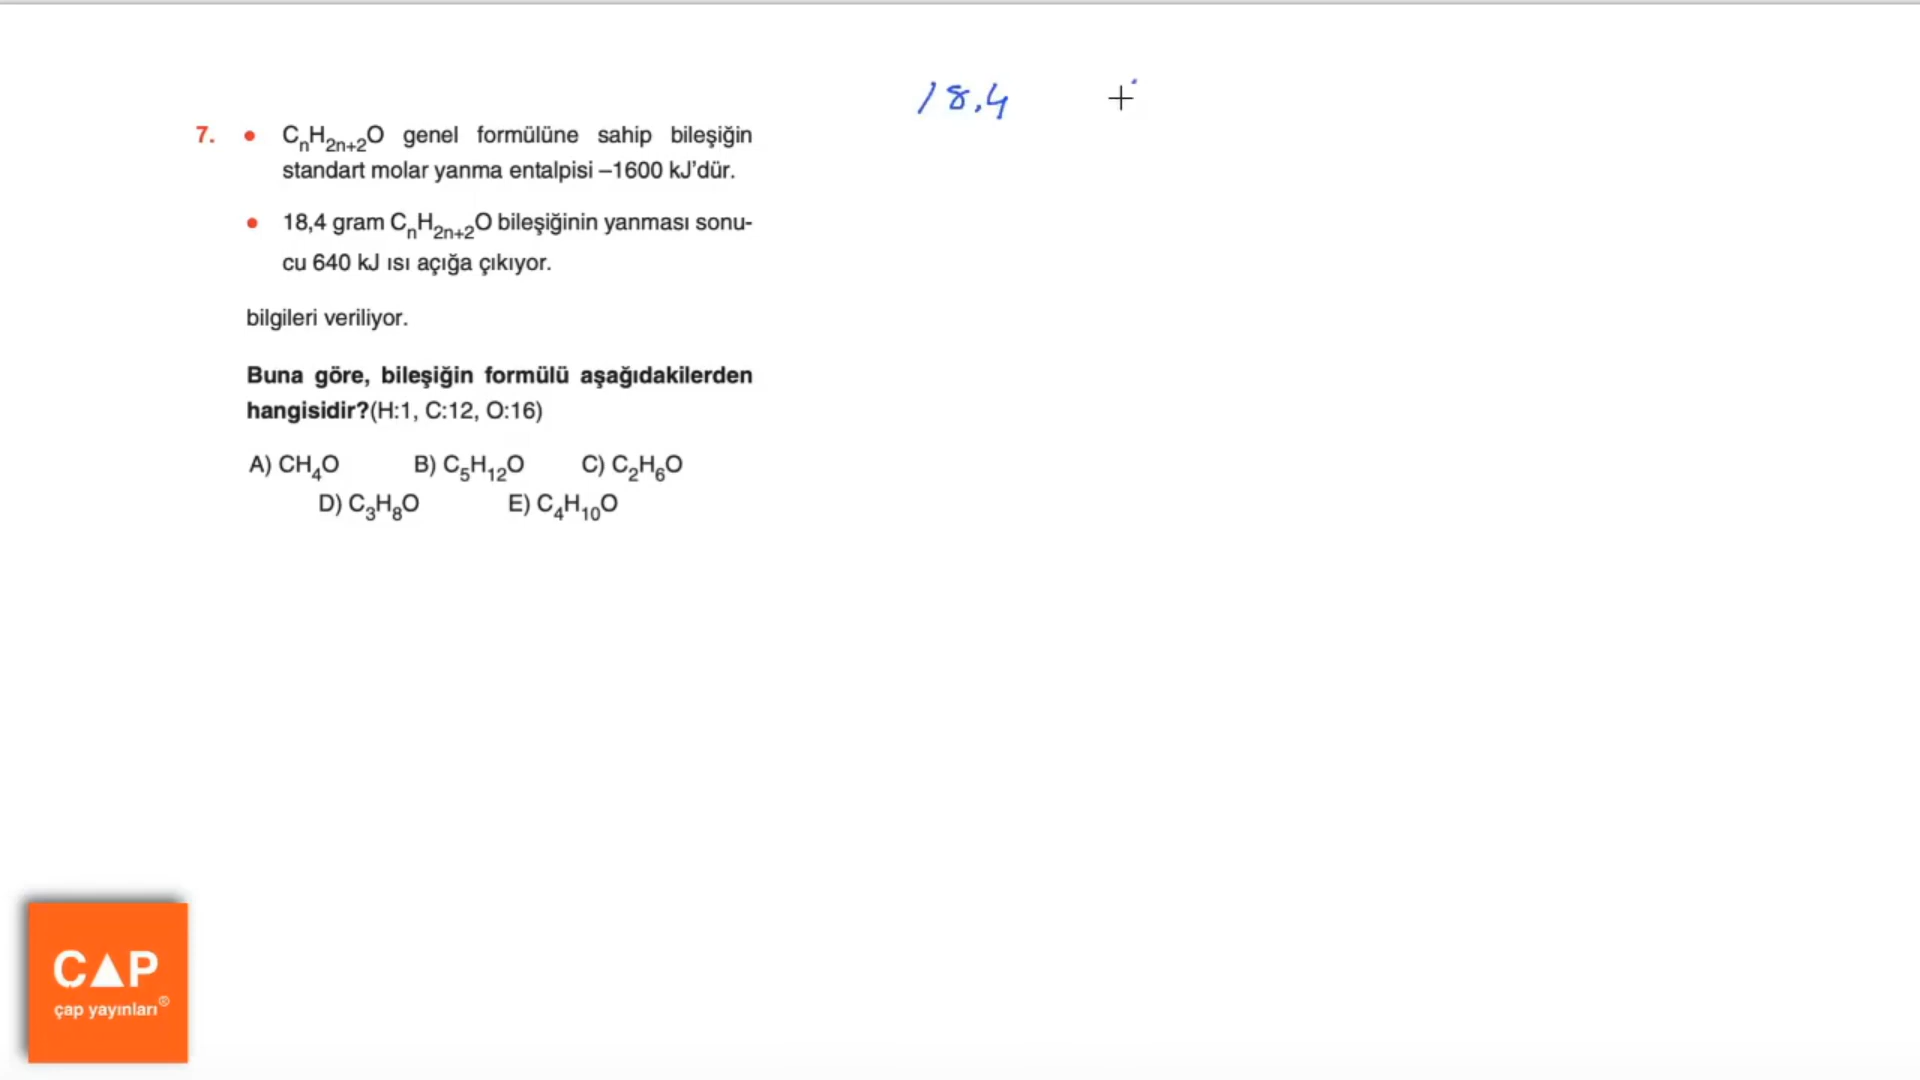 18,4
7. • CnH2n+2O genel formülüne sahip bileşiğin
standart molar yanma entalpisi –1600 kJ'dür.
• 18,4 gram CnH2n+2O bileşiğinin yanması sonu-
cu 640 kJ ısı açığa çıkıyor.
bilgileri veriliyor.
Buna göre, bileşiğin formülü aşağıdakilerden
hangisidir?(H:1, C:12, O:16)
A) CH4O B) C5H12O C) C2H6O
D) C3H8O E) C4H10O
ÇAP
çap yayınları®